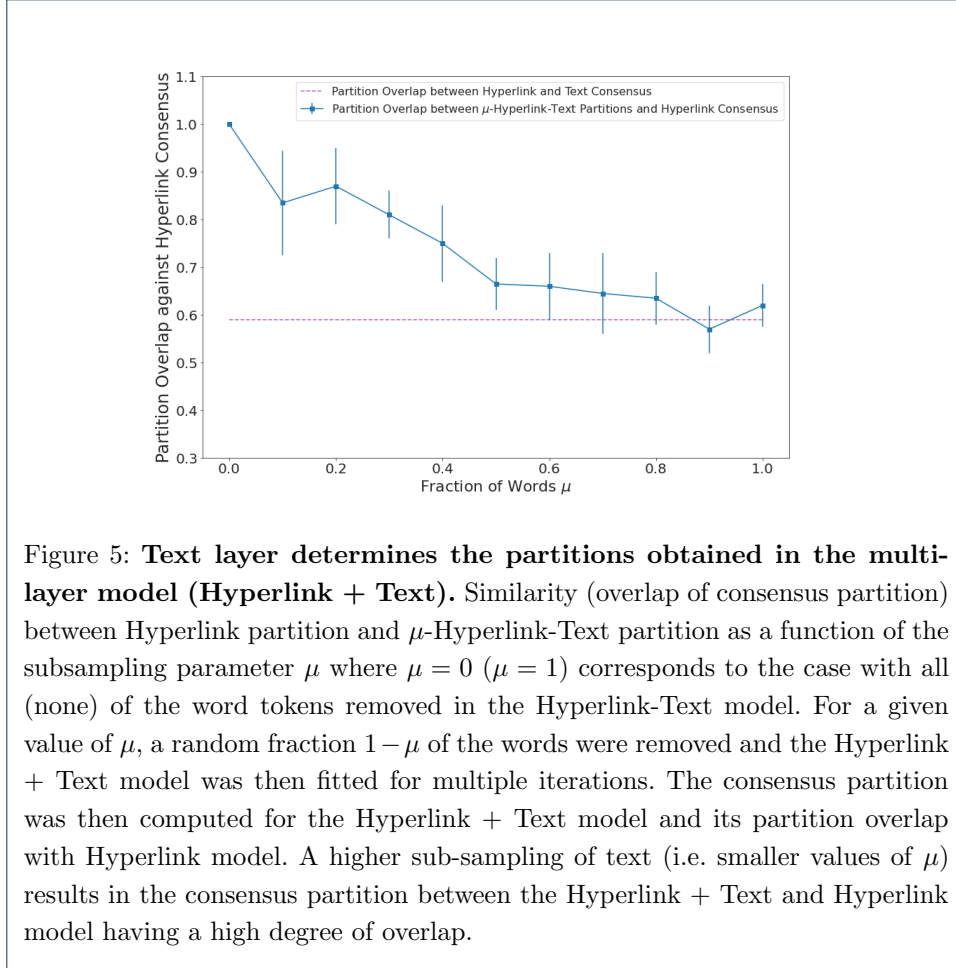 1.1
1.0
0.9
0.8
0.7
0.6
0.5
0.4
0.3
Partition Overlap against Hyperlink Consensus
Partition Overlap between Hyperlink and Text Consensus
Partition Overlap between μ-Hyperlink-Text Partitions and Hyperlink Consensus
0.0 0.2 0.4 0.6 0.8 1.0
Fraction of Words μ
Figure 5: Text layer determines the partitions obtained in the multi-
layer model (Hyperlink + Text). Similarity (overlap of consensus partition)
between Hyperlink partition and μ-Hyperlink-Text partition as a function of the
subsampling parameter μ where μ = 0 (μ = 1) corresponds to the case with all
(none) of the word tokens removed in the Hyperlink-Text model. For a given
value of μ, a random fraction 1−μ of the words were removed and the Hyperlink
+ Text model was then fitted for multiple iterations. The consensus partition
was then computed for the Hyperlink + Text model and its partition overlap
with Hyperlink model. A higher sub-sampling of text (i.e. smaller values of μ)
results in the consensus partition between the Hyperlink + Text and Hyperlink
model having a high degree of overlap.